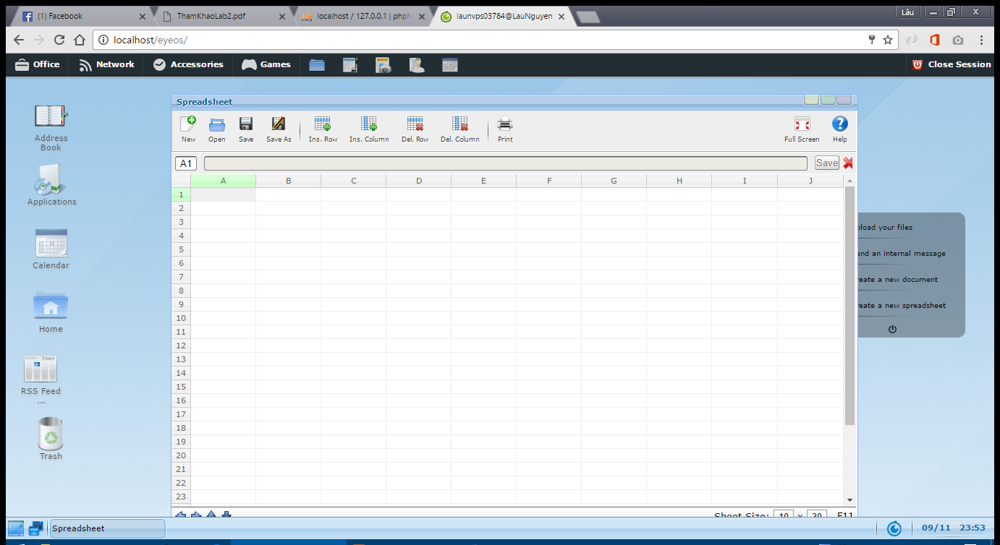 (1) Facebook ThamKhaoLab2.pdf localhost / 127.0.0.1 | phpM launvps03784@LauNguyen Lâu
localhost/eyeos/
Office Network Accessories Games Close Session
Spreadsheet
New Open Save Save As Ins. Row Ins. Column Del. Row Del. Column Print Full Screen Help
A1 Save
A B C D E F G H I J
1
2
3
4
5
6
7
8
9
10
11
12
13
14
15
16
17
18
19
20
21
22
23
Sheet Size: 10 x 30 F11
Address
Book
Applications
Calendar
Home
Times
RSS Feed
...
Trash
pload your files
end an internal message
reate a new document
reate a new spreadsheet
Spreadsheet 09/11 23:53